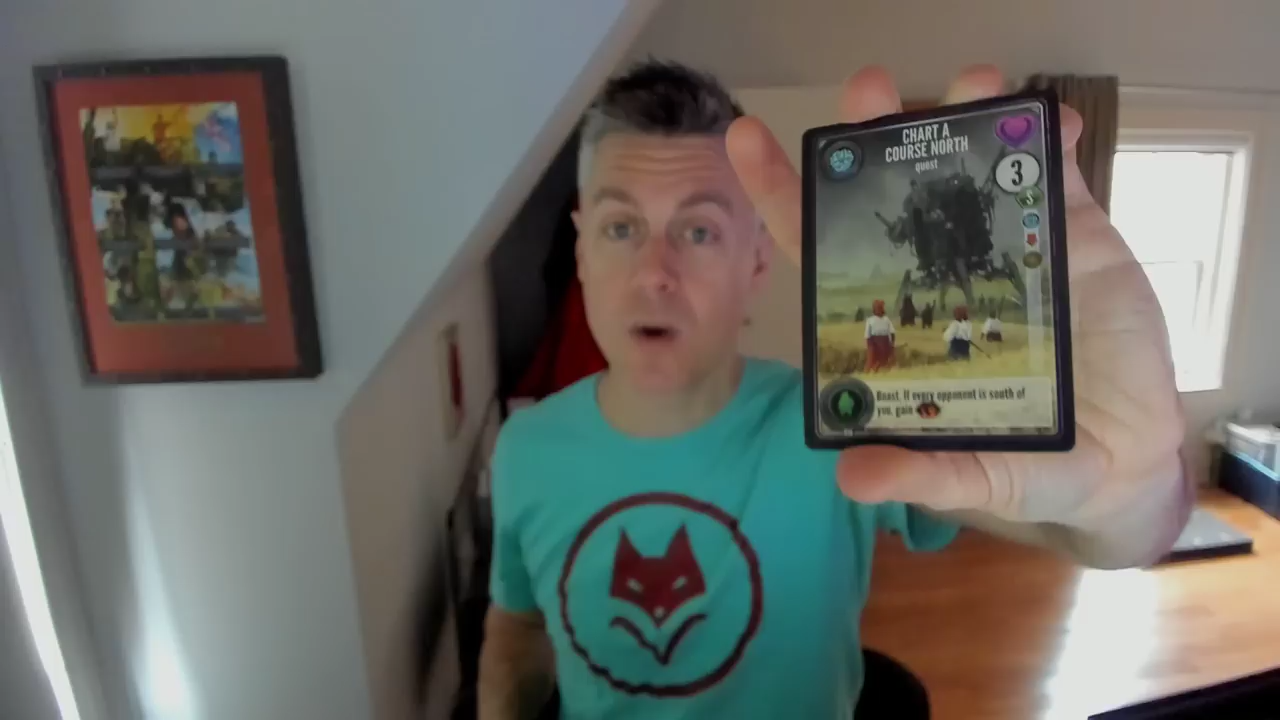 CHART A
COURSE NORTH
quest
3
Boast. If every opponent is south of
you, gain